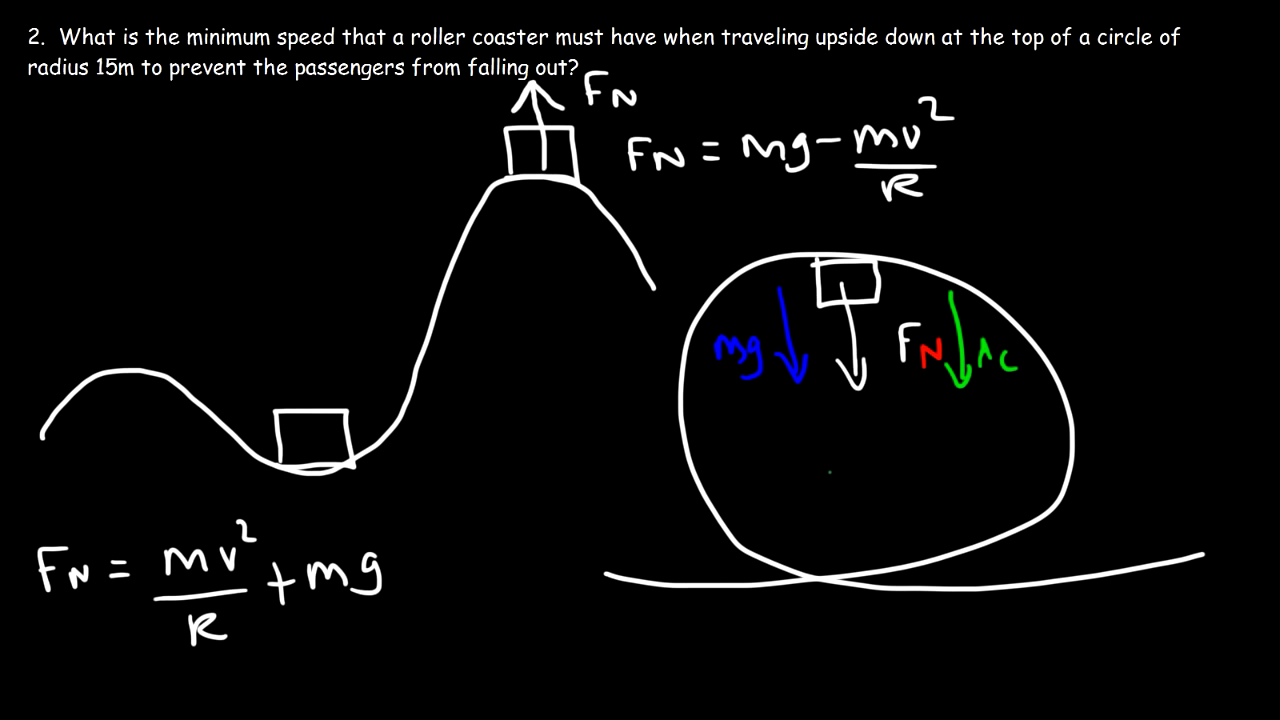 2. What is the minimum speed that a roller coaster must have when traveling upside down at the top of a circle of
radius 15m to prevent the passengers from falling out?
FN
FN = mg - mv²/R
mg FN Ac
FN = mv²/R + mg